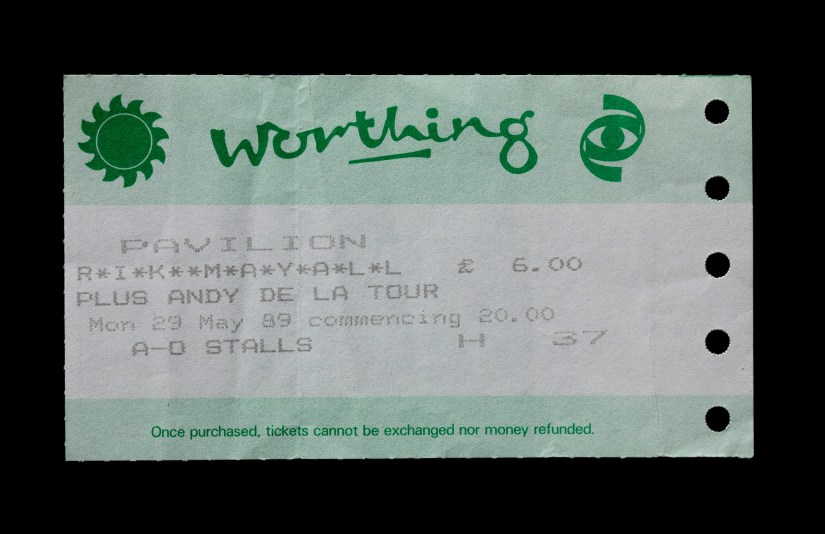 Worthing
PAVILION
R*I*K**M*A*Y*A*L*L £ 6.00
PLUS ANDY DE LA TOUR
Mon 29 May 89 commencing 20.00
A-O STALLS H 37
Once purchased, tickets cannot be exchanged nor money refunded.